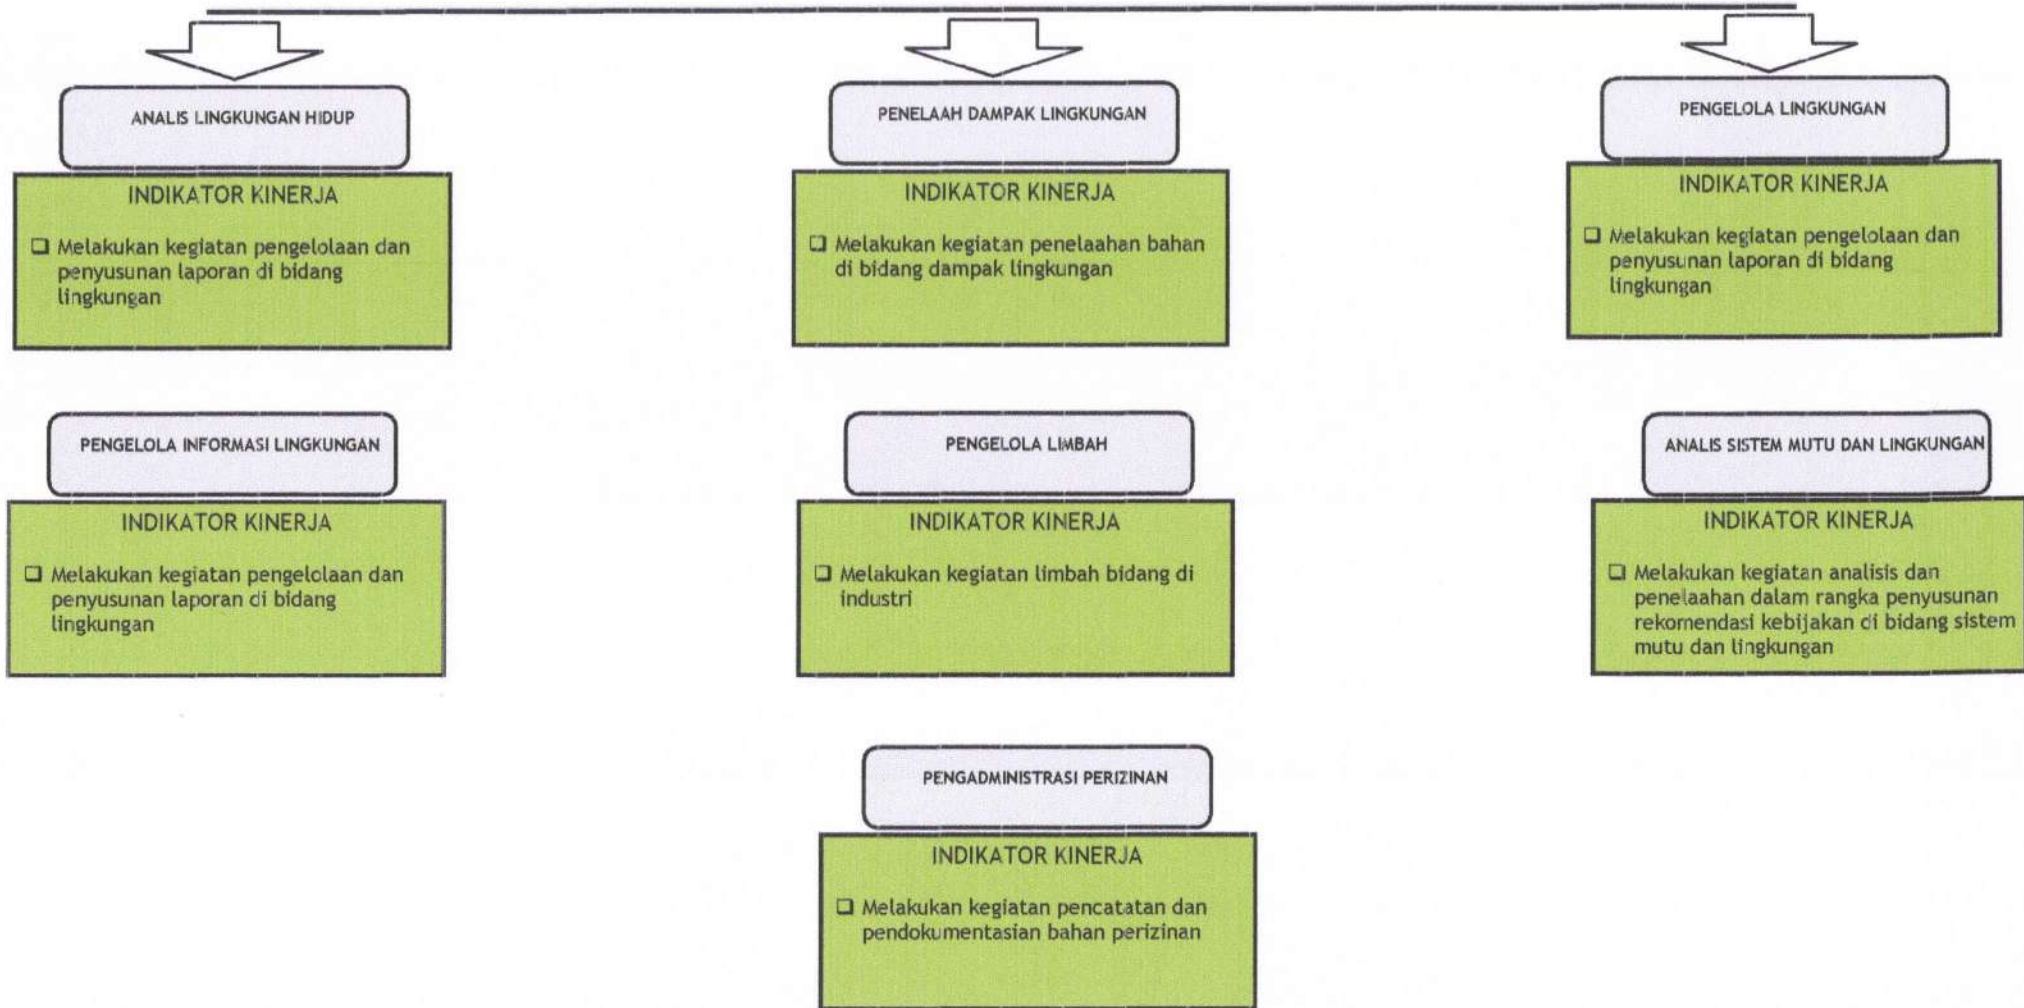 ANALIS LINGKUNGAN HIDUP
INDIKATOR KINERJA
❑ Melakukan kegiatan pengelolaan dan
penyusunan laporan di bidang
lingkungan
PENELAAH DAMPAK LINGKUNGAN
INDIKATOR KINERJA
❑ Melakukan kegiatan penelaahan bahan
di bidang dampak lingkungan
PENGELOLA LINGKUNGAN
INDIKATOR KINERJA
❑ Melakukan kegiatan pengelolaan dan
penyusunan laporan di bidang
lingkungan
PENGELOLA INFORMASI LINGKUNGAN
INDIKATOR KINERJA
❑ Melakukan kegiatan pengelolaan dan
penyusunan laporan di bidang
lingkungan
PENGELOLA LIMBAH
INDIKATOR KINERJA
❑ Melakukan kegiatan limbah bidang di
industri
ANALIS SISTEM MUTU DAN LINGKUNGAN
INDIKATOR KINERJA
❑ Melakukan kegiatan analisis dan
penelaahan dalam rangka penyusunan
rekomendasi kebijakan di bidang sistem
mutu dan lingkungan
PENGADMINISTRASI PERIZINAN
INDIKATOR KINERJA
❑ Melakukan kegiatan pencatatan dan
pendokumentasian bahan perizinan